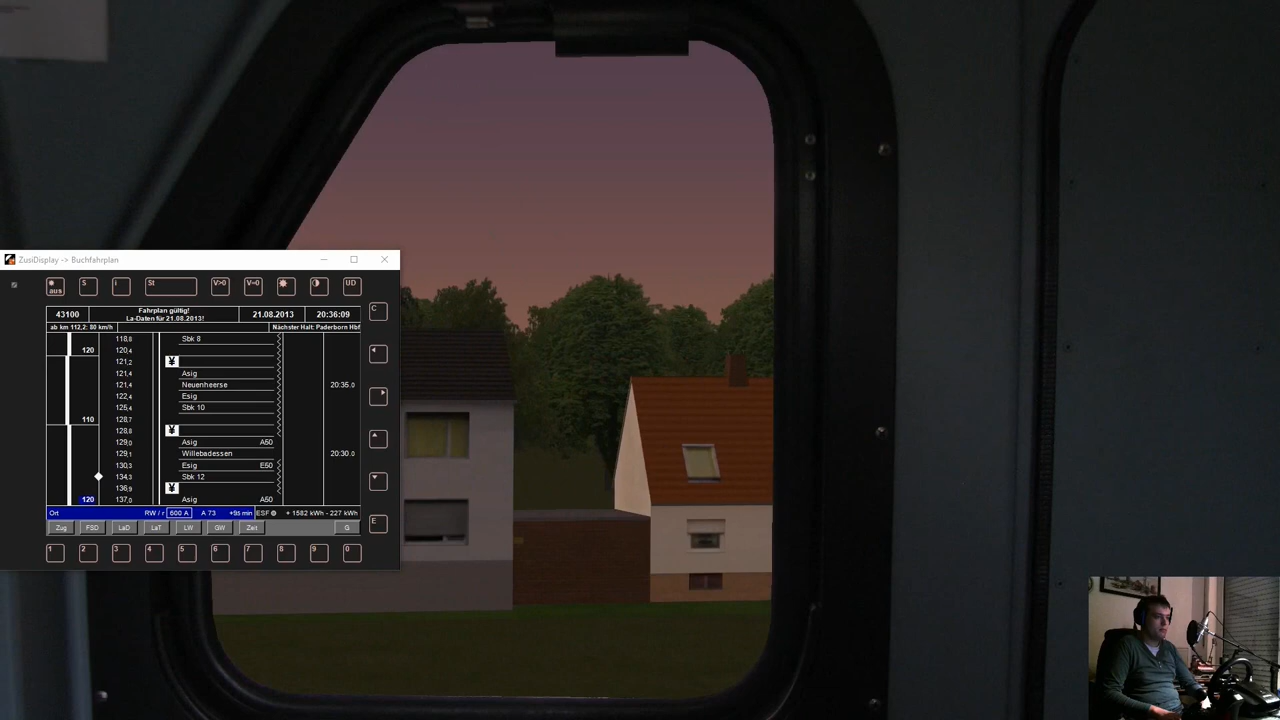 ZusiDisplay -> Buchfahrplan
aus S i St V>0 V=0 UD
43100 Fahrplan gültig! 21.08.2013 20:36:09
La-Daten für 21.08.2013!
ab km 112,2; 80 km/h Nächster Halt: Paderborn Hbf
118,8 Sbk 8
120 120,4
121,2 ¥
121,4 Asig
121,4 Neuenheerse 20:35.0
122,4 Esig
125,4 Sbk 10
110 128,7
128,8 ¥
129,0 Asig A50
129,1 Willebadessen 20:30.0
130,3 Esig E50
134,3 Sbk 12
136,9 ¥
120 137,0 Asig A50
Ort RW / r 600 A A 73 ESF + 1582 kWh - 227 kWh
Zug FSD LaD LaT LW GW Zeit G
1 2 3 4 5 6 7 8 9 0
C
E